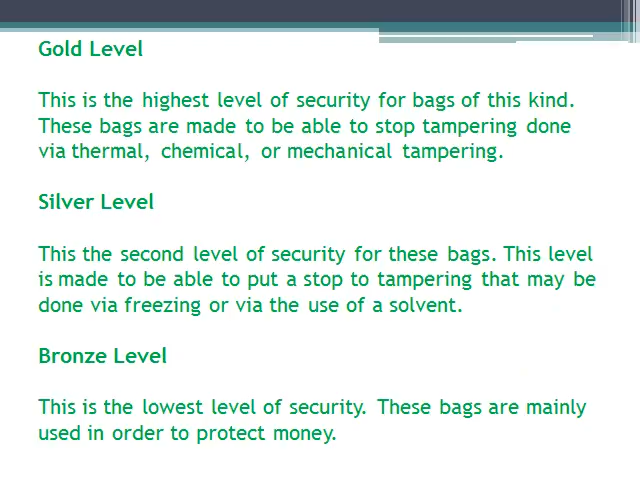 Gold Level
This is the highest level of security for bags of this kind.
These bags are made to be able to stop tampering done
via thermal, chemical, or mechanical tampering.
Silver Level
This the second level of security for these bags. This level
is made to be able to put a stop to tampering that may be
done via freezing or via the use of a solvent.
Bronze Level
This is the lowest level of security. These bags are mainly
used in order to protect money.